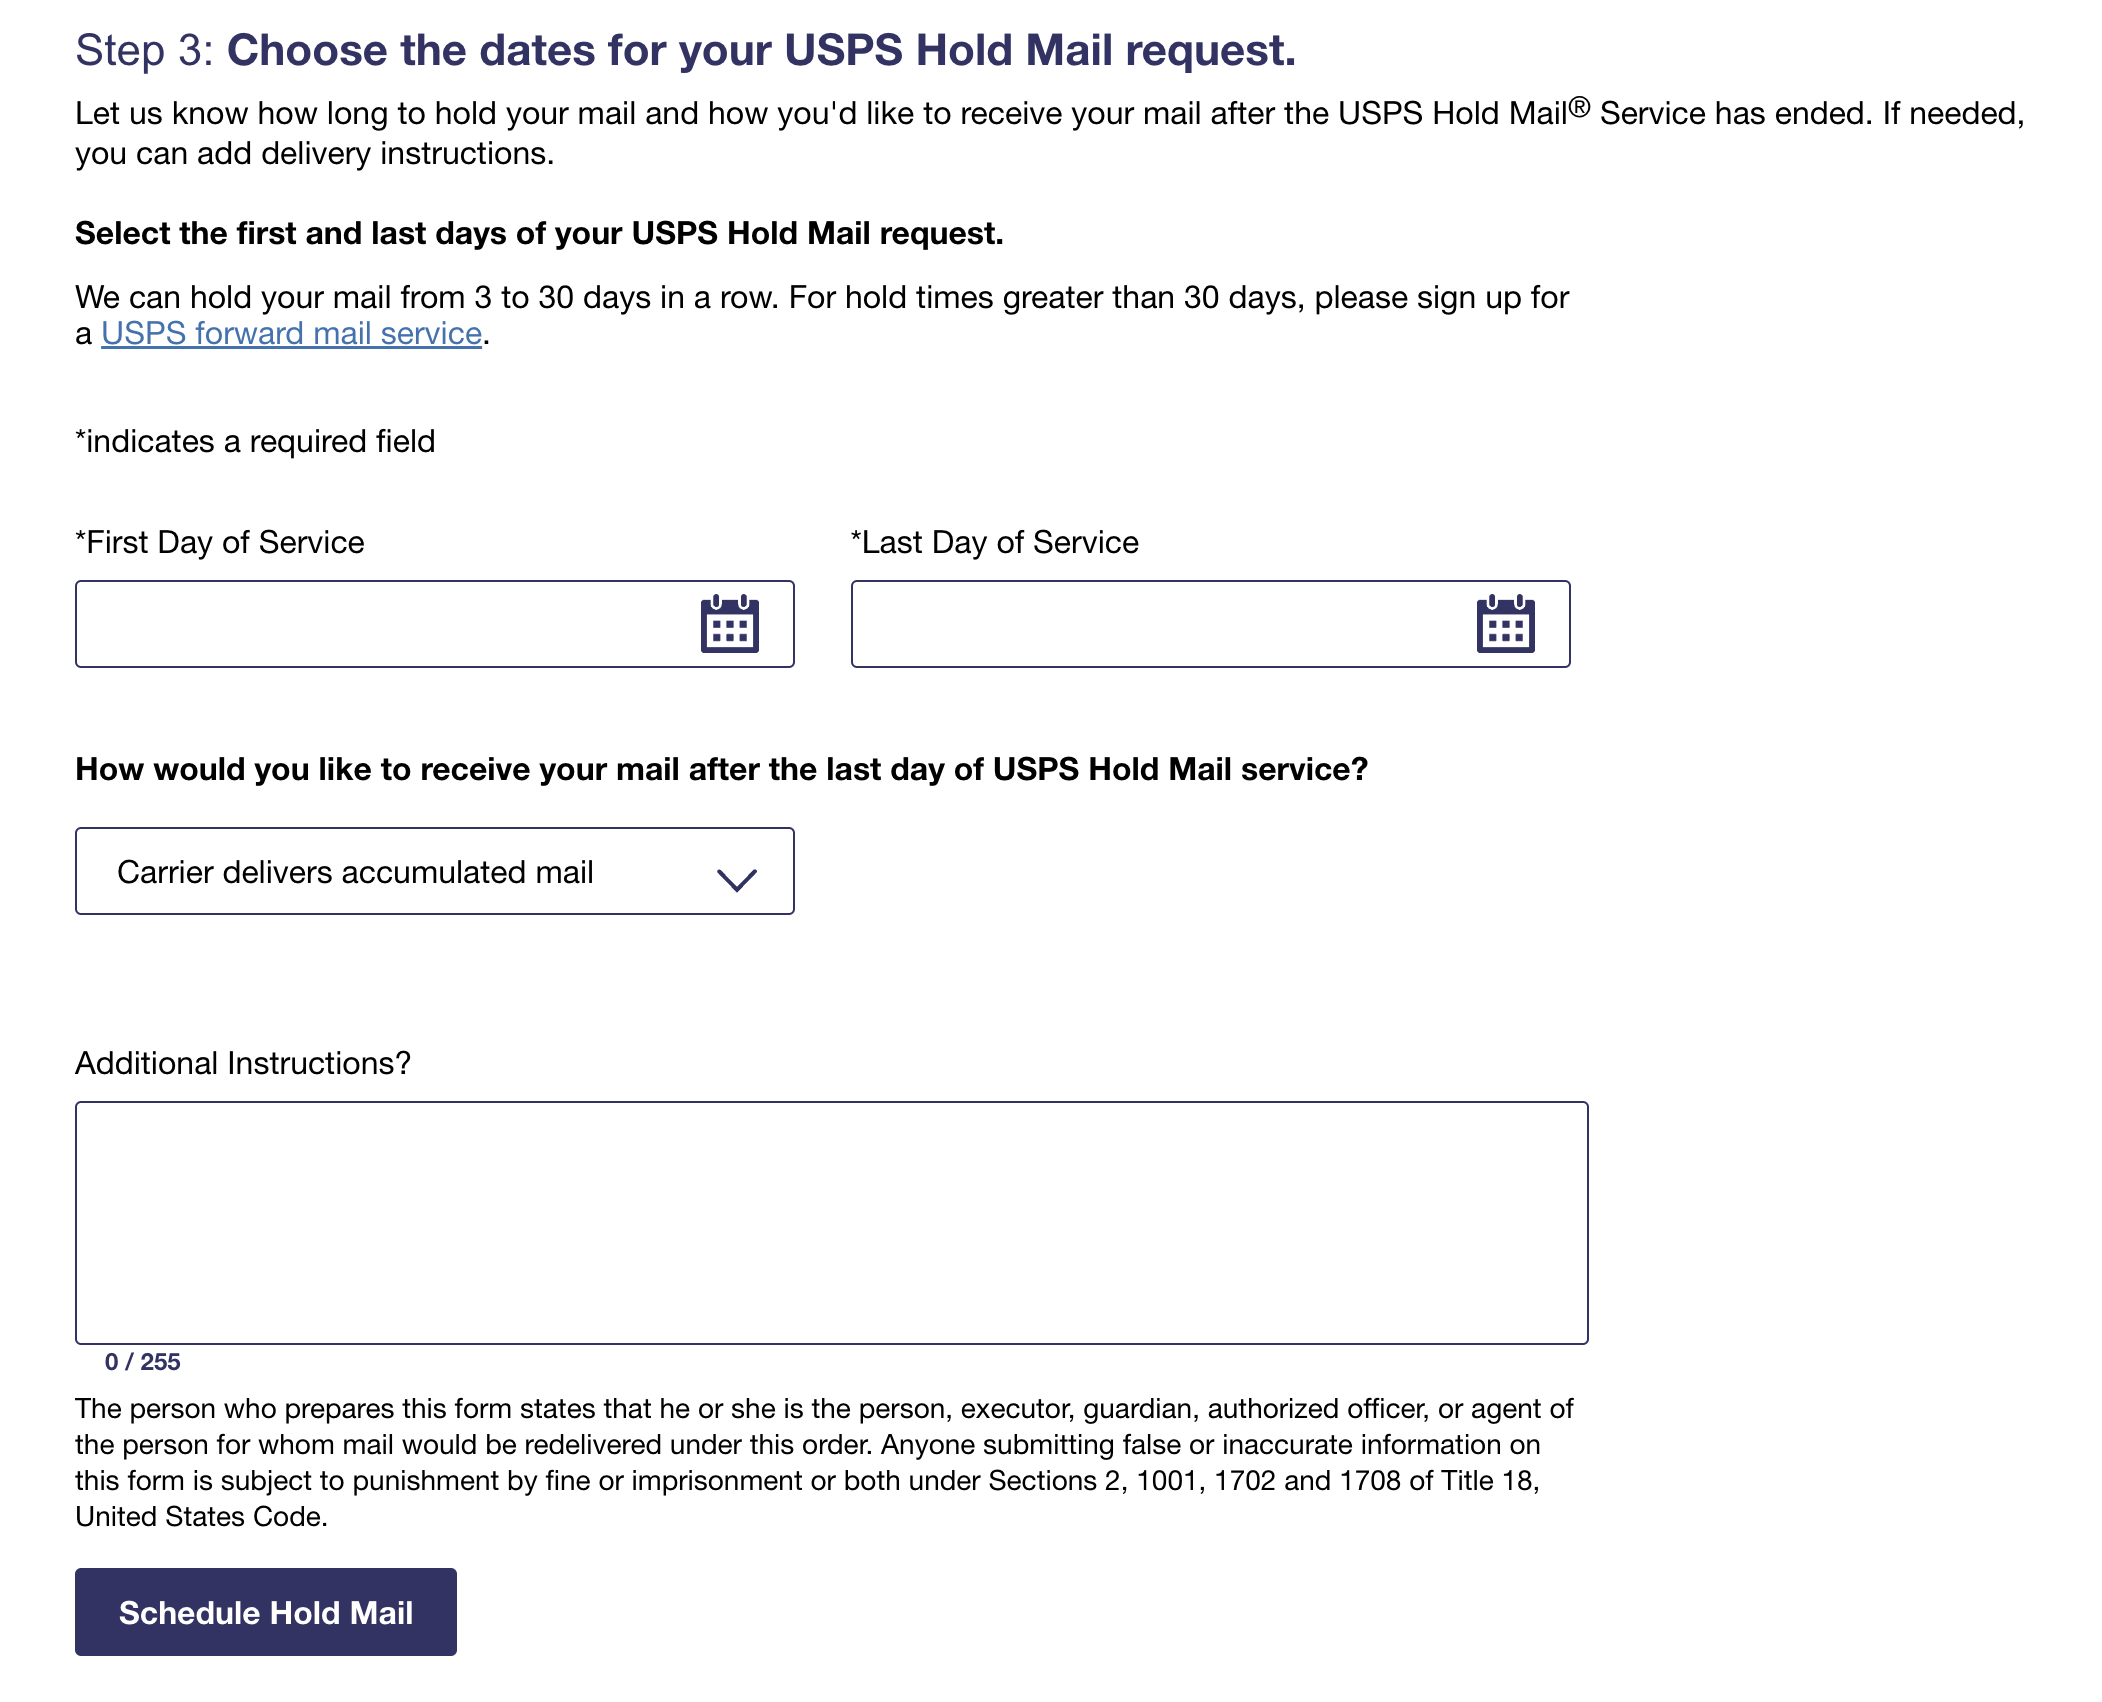 Step 3: Choose the dates for your USPS Hold Mail request.
Let us know how long to hold your mail and how you'd like to receive your mail after the USPS Hold Mail® Service has ended. If needed,
you can add delivery instructions.
Select the first and last days of your USPS Hold Mail request.
We can hold your mail from 3 to 30 days in a row. For hold times greater than 30 days, please sign up for
a USPS forward mail service.
*indicates a required field
*First Day of Service
*Last Day of Service
How would you like to receive your mail after the last day of USPS Hold Mail service?
Carrier delivers accumulated mail
Additional Instructions?
0 / 255
The person who prepares this form states that he or she is the person, executor, guardian, authorized officer, or agent of
the person for whom mail would be redelivered under this order. Anyone submitting false or inaccurate information on
this form is subject to punishment by fine or imprisonment or both under Sections 2, 1001, 1702 and 1708 of Title 18,
United States Code.
Schedule Hold Mail